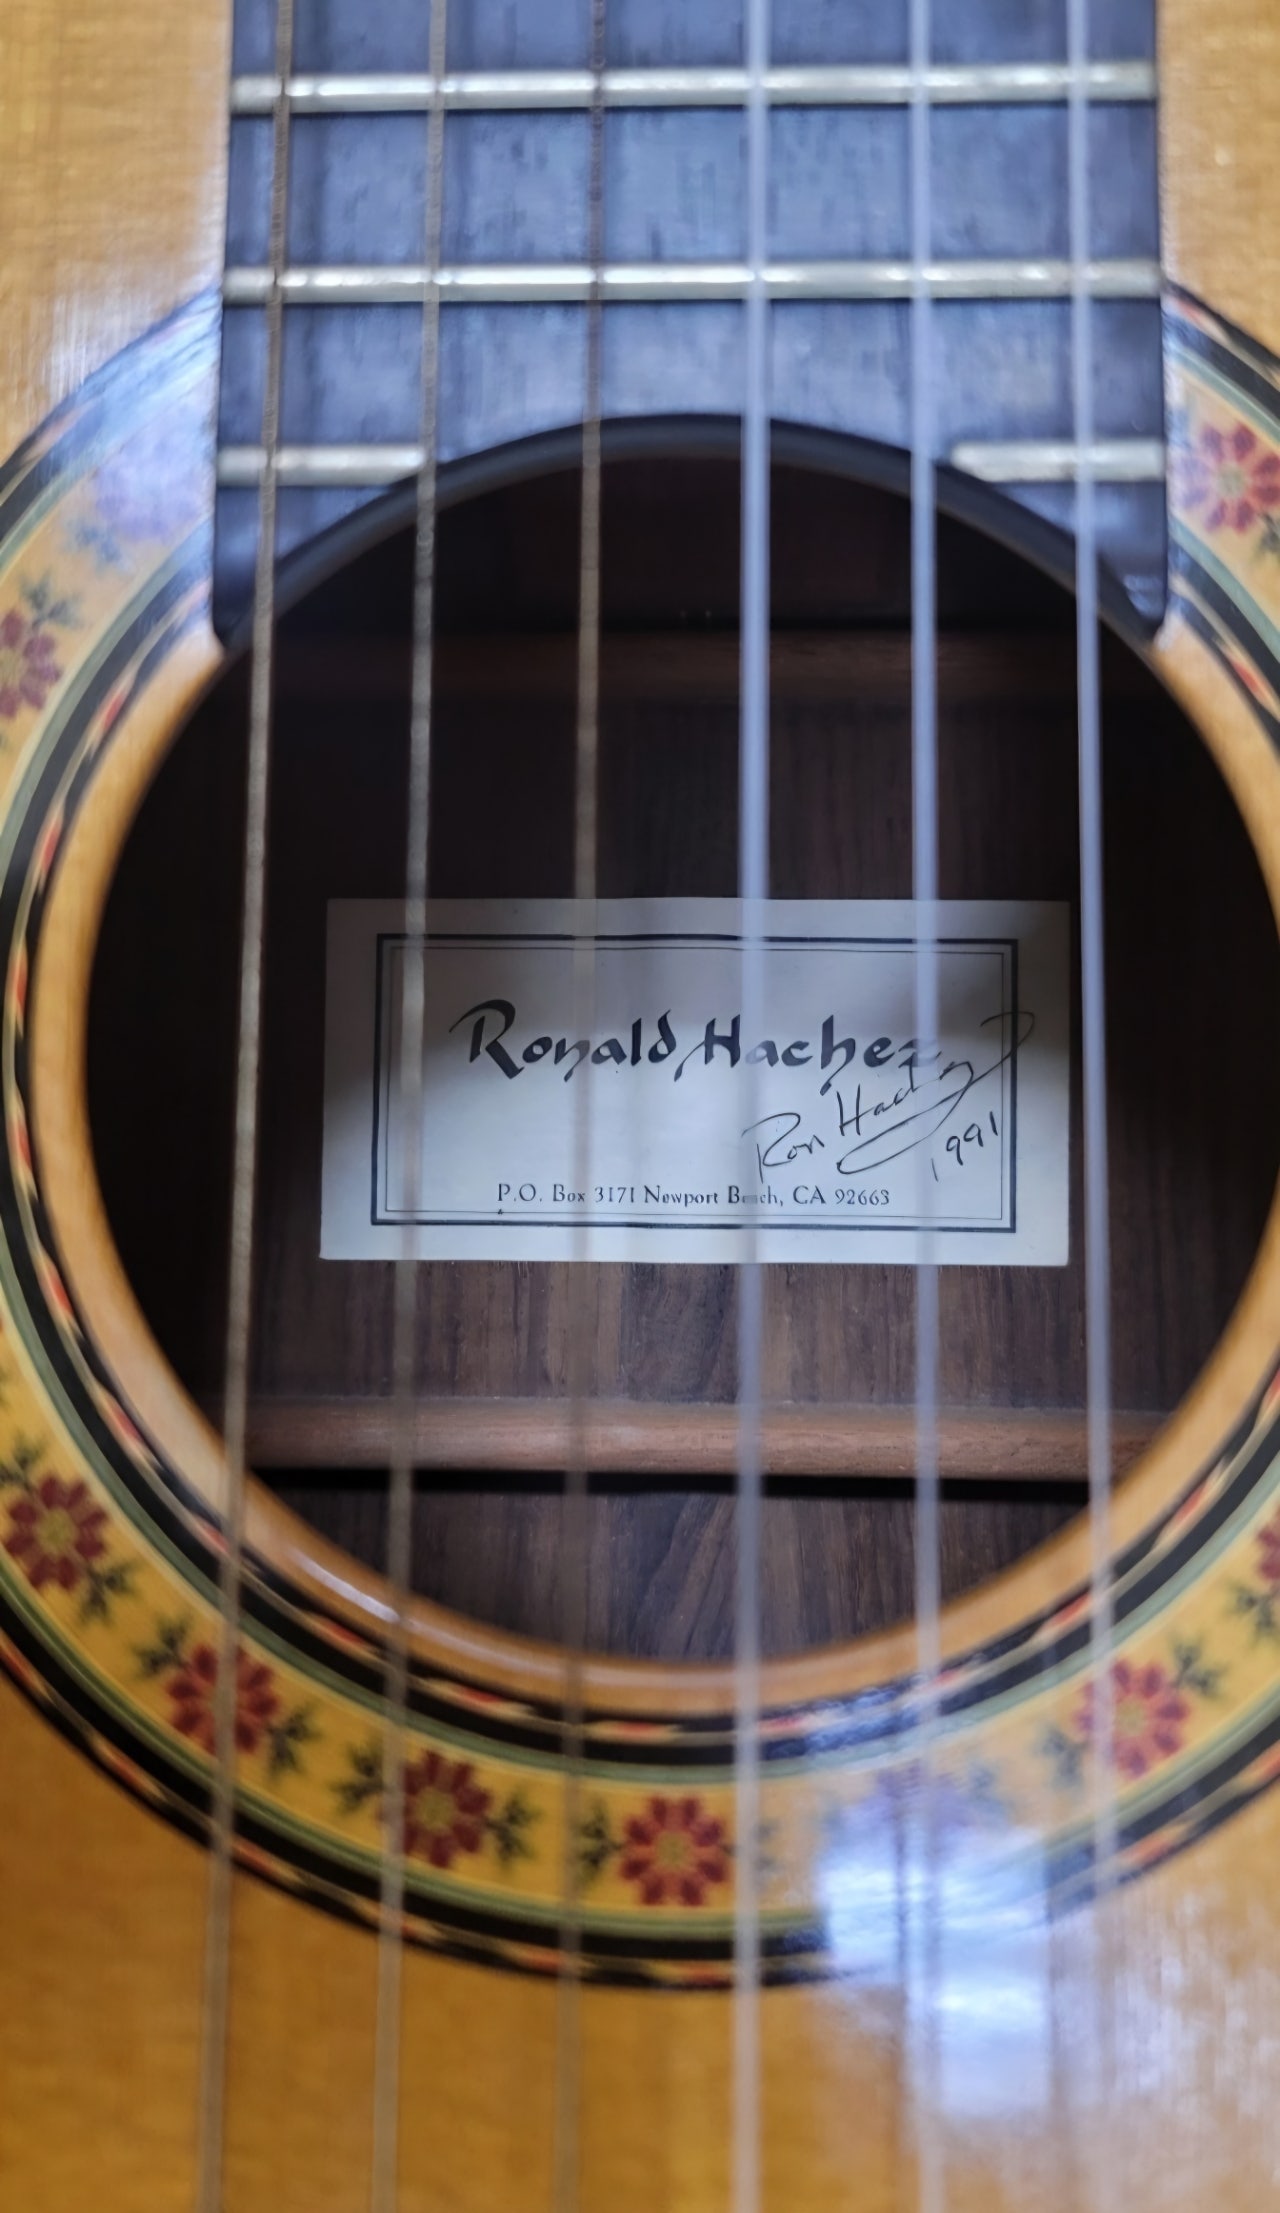 Ronald Hachez
Ron Hachez
1991
P.O. Box 3171 Newport Beach, CA 92663